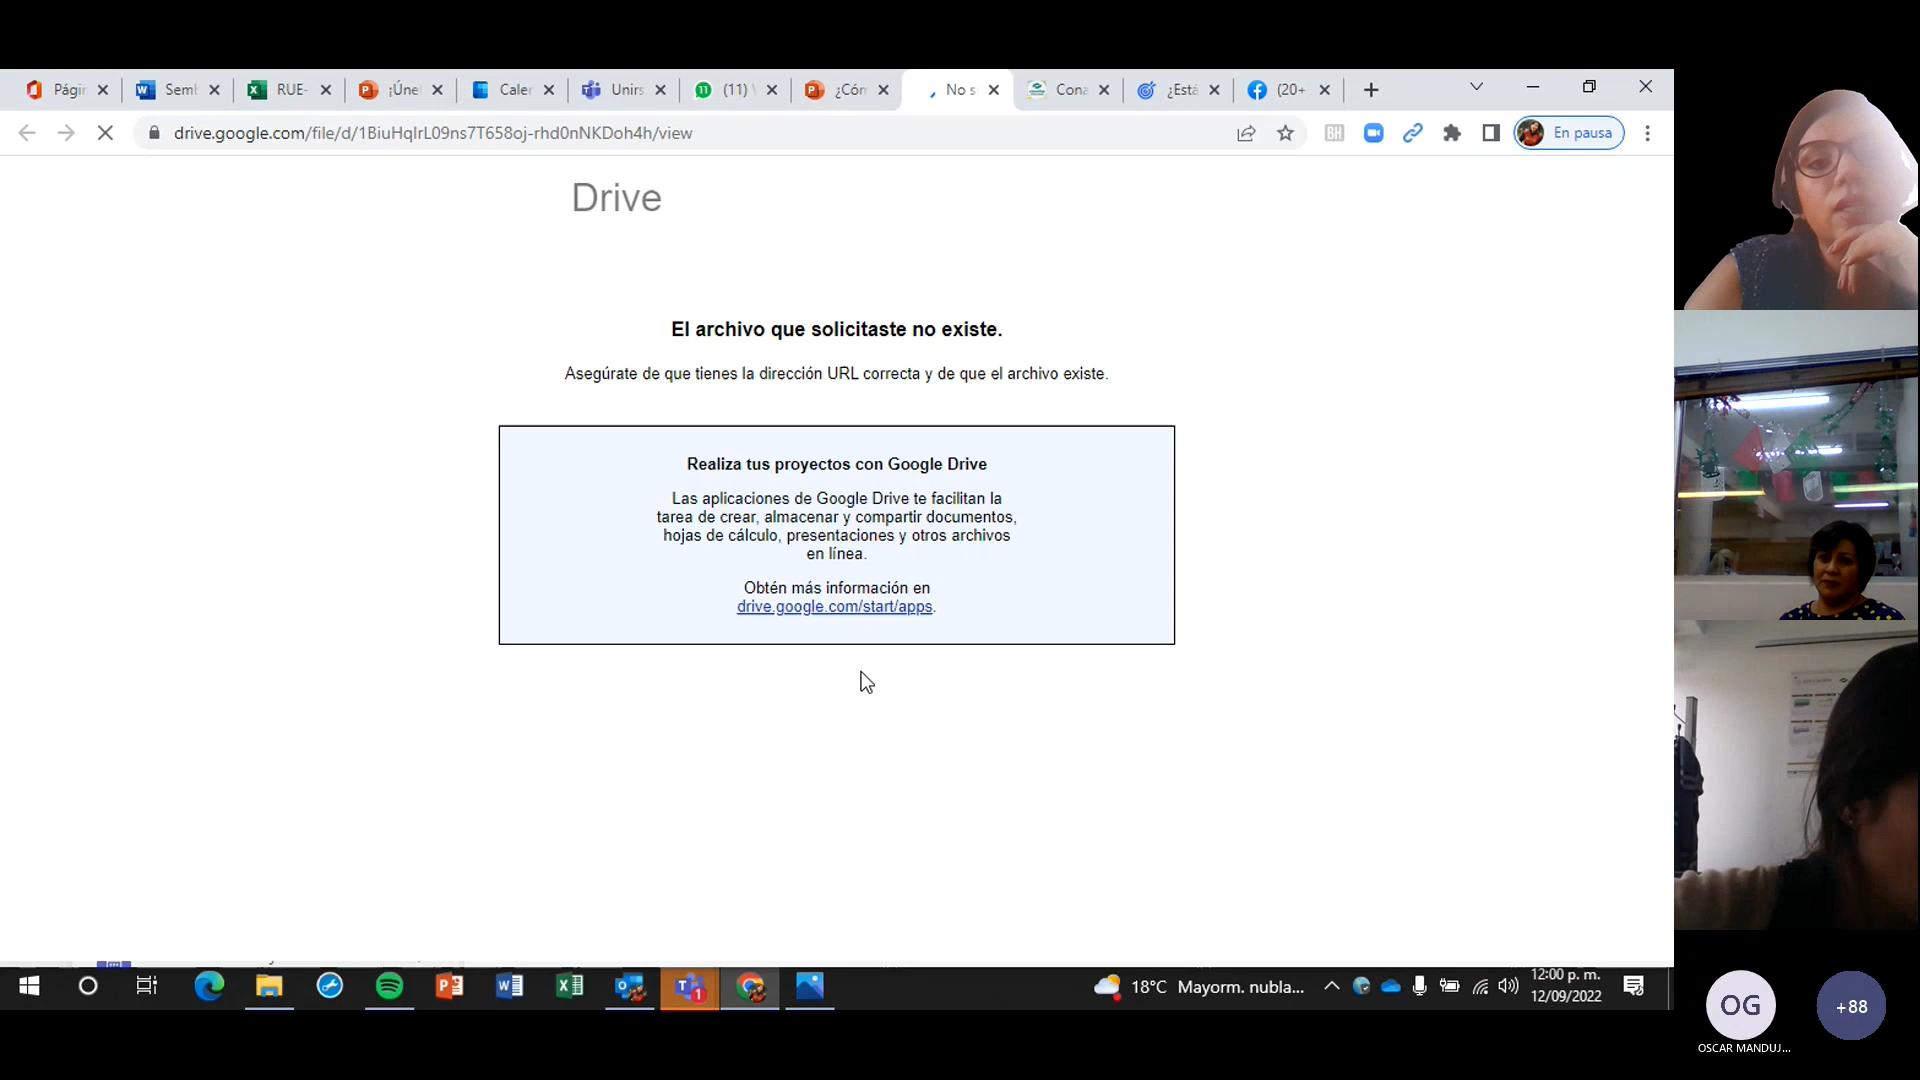 Págir
Seml
RUE-
¡Úne
Caler
Unirs
(11)
¿Cón
No s
Cona
¿Está
(20+
drive.google.com/file/d/1BiuHqIrL09ns7T658oj-rhd0nNKDoh4h/view
En pausa
Drive
El archivo que solicitaste no existe.
Asegúrate de que tienes la dirección URL correcta y de que el archivo existe.
Realiza tus proyectos con Google Drive
Las aplicaciones de Google Drive te facilitan la
tarea de crear, almacenar y compartir documentos,
hojas de cálculo, presentaciones y otros archivos
en línea.
Obtén más información en
drive.google.com/start/apps.
18°C Mayorm. nubla...
12:00 p. m.
12/09/2022
OG
+88
OSCAR MANDUJ...